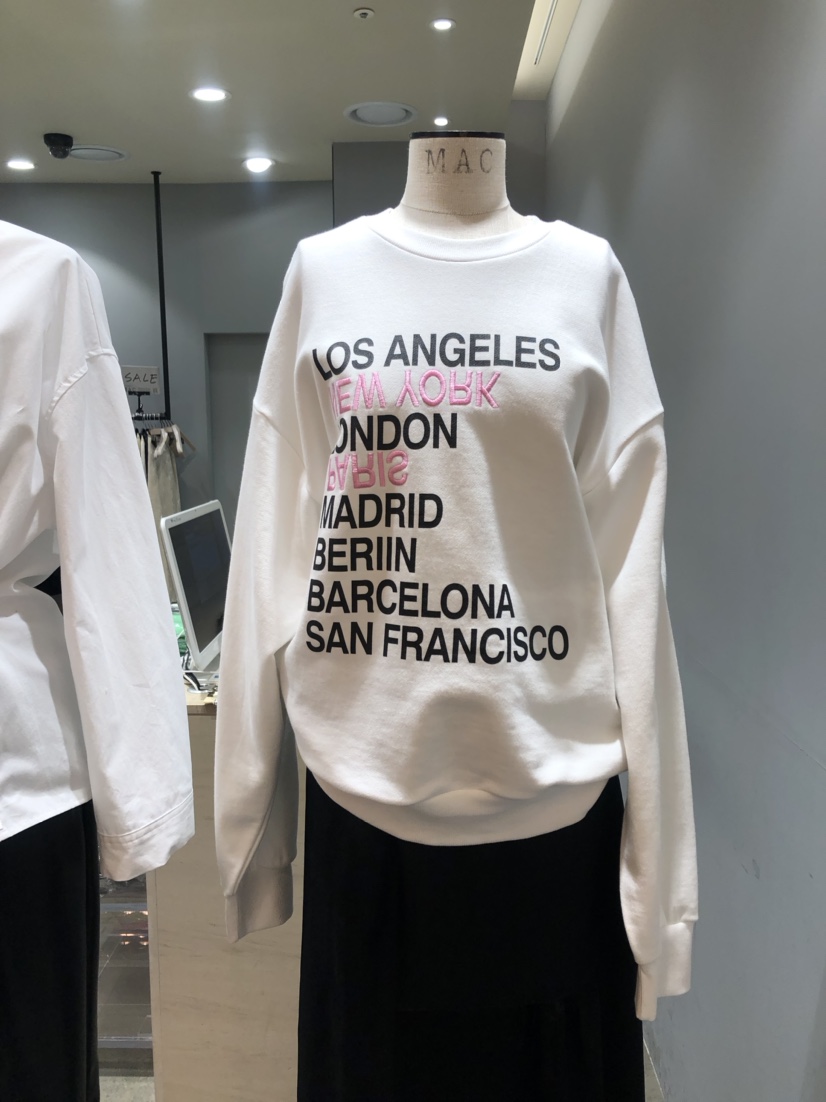 MAC
LOS ANGELES
NEW YORK
LONDON
PARIS
MADRID
BERIIN
BARCELONA
SAN FRANCISCO
SALE